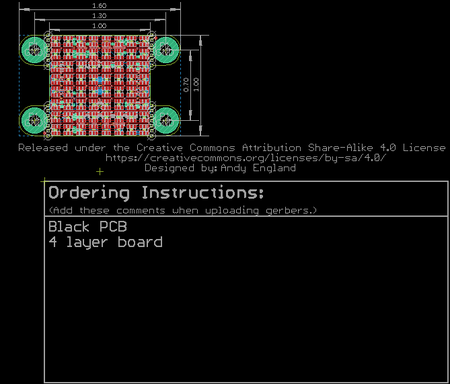 1.60
1.30
1.00
0.70
1.00
Released under the Creative Commons Attribution Share-Alike 4.0 License
https://creativecommons.org/licenses/by-sa/4.0/
Designed by: Andy England
Ordering Instructions:
(Add these comments when uploading gerbers.)
Black PCB
4 layer board